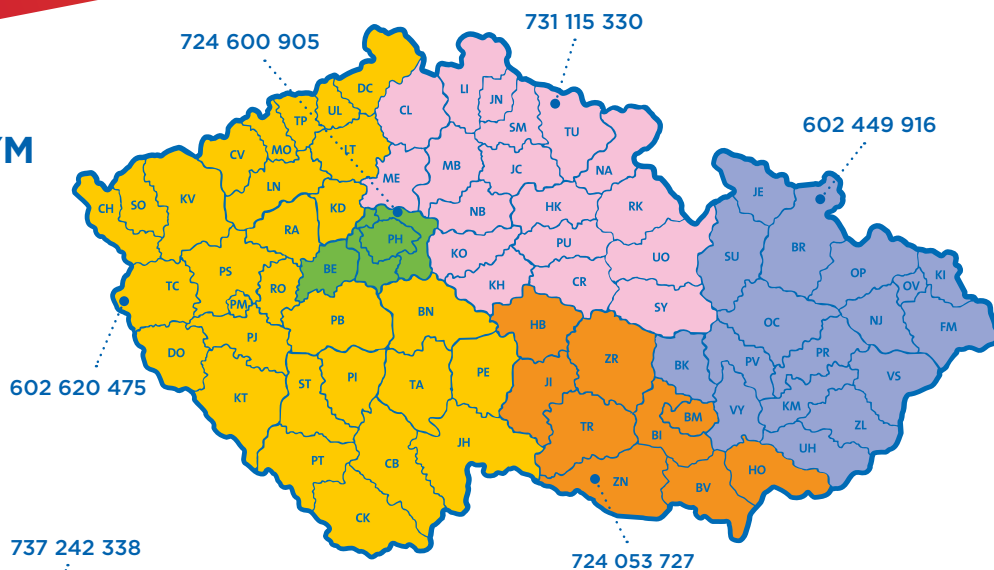 731 115 330
724 600 905
602 449 916
M
DC
LI
JN
UL
CL
TP
SM
TU
CV
MO
LT
MB
JC
NA
ME
LN
JE
KV
SO
CH
KD
NB
HK
RK
RA
PH
PU
UO
BR
KO
SU
BE
PS
OP
KI
TC
RO
KH
CR
OV
PM
SY
BN
PB
HB
OC
NJ
FM
PJ
DO
ZR
PR
BK
PV
VS
ST
PI
TA
PE
JI
602 620 475
KT
KM
VY
BM
TR
BI
ZL
JH
UH
PT
CB
HO
ZN
BV
CK
737 242 338
724 053 727